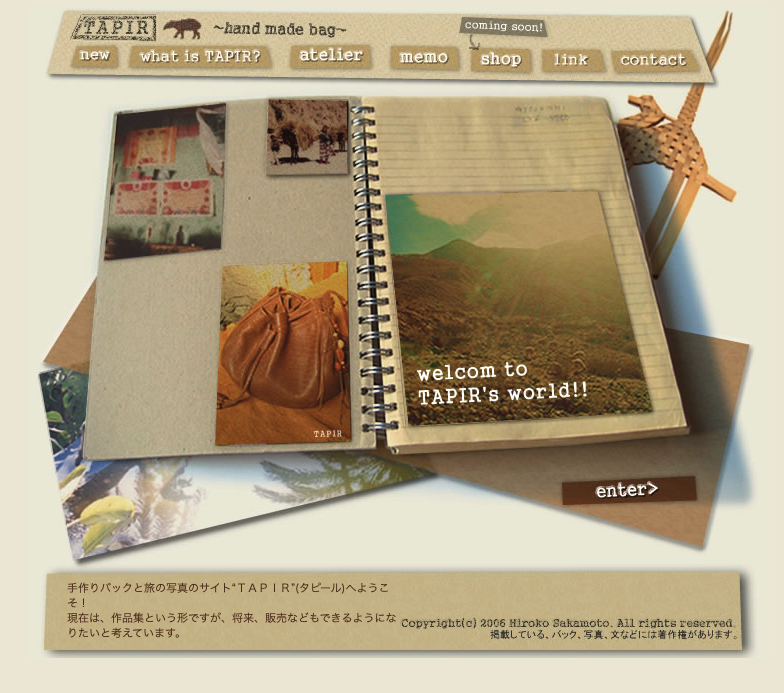 TAPIR
~hand made bag~
coming soon!
new
what is TAPIR?
atelier
memo
shop
link
contact
TAPIR
welcom to
TAPIR's world!!
enter>
手作りバックと旅の写真のサイト“ＴＡＰＩＲ”(タピール)へようこ
そ！
現在は、作品集という形ですが、将来、販売などもできるようにな
りたいと考えています。
Copyright(c) 2006 Hiroko Sakamoto. All rights reserved.
掲載している、バック、写真、文などには著作権があります。